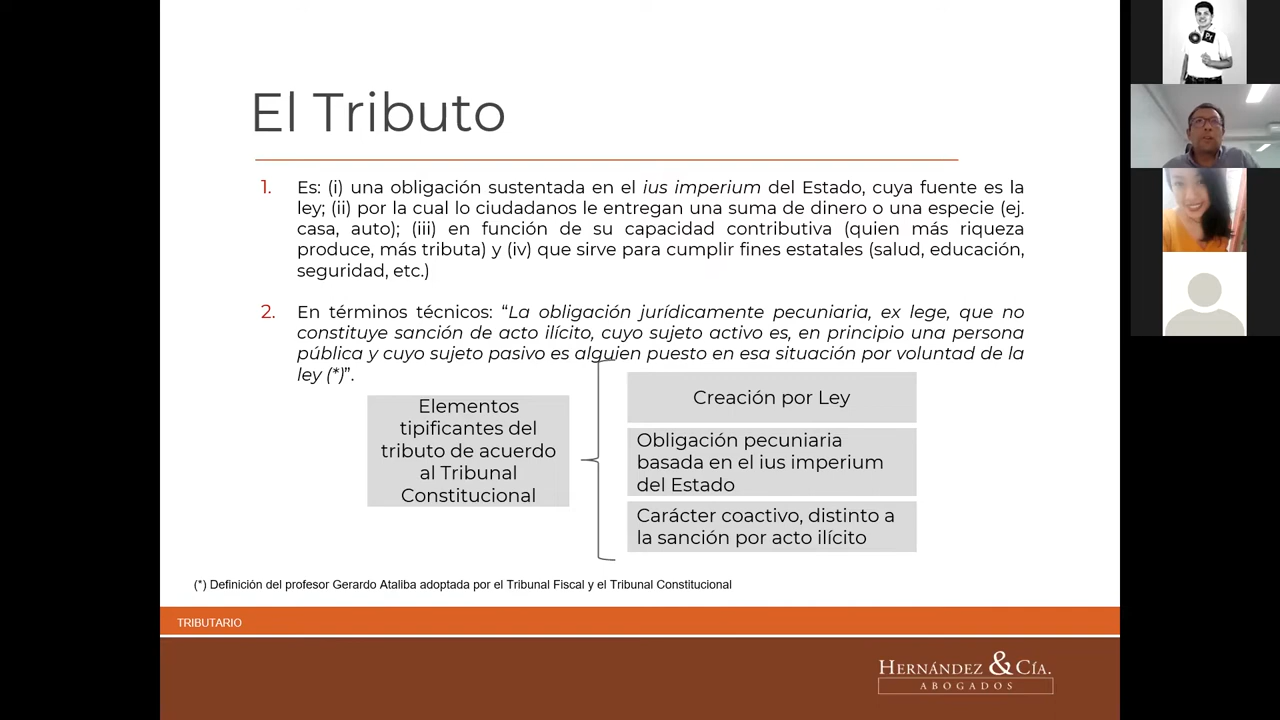 El Tributo
1. Es: (i) una obligación sustentada en el ius imperium del Estado, cuya fuente es la
ley; (ii) por la cual lo ciudadanos le entregan una suma de dinero o una especie (ej.
casa, auto); (iii) en función de su capacidad contributiva (quien más riqueza
produce, más tributa) y (iv) que sirve para cumplir fines estatales (salud, educación,
seguridad, etc.)
2. En términos técnicos: “La obligación jurídicamente pecuniaria, ex lege, que no
constituye sanción de acto ilícito, cuyo sujeto activo es, en principio una persona
pública y cuyo sujeto pasivo es alguien puesto en esa situación por voluntad de la
ley (*)”.
Elementos
tipificantes del
tributo de acuerdo
al Tribunal
Constitucional
Creación por Ley
Obligación pecuniaria
basada en el ius imperium
del Estado
Carácter coactivo, distinto a
la sanción por acto ilícito
(*) Definición del profesor Gerardo Ataliba adoptada por el Tribunal Fiscal y el Tribunal Constitucional
TRIBUTARIO
HERNÁNDEZ & CÍA.
ABOGADOS
Pr